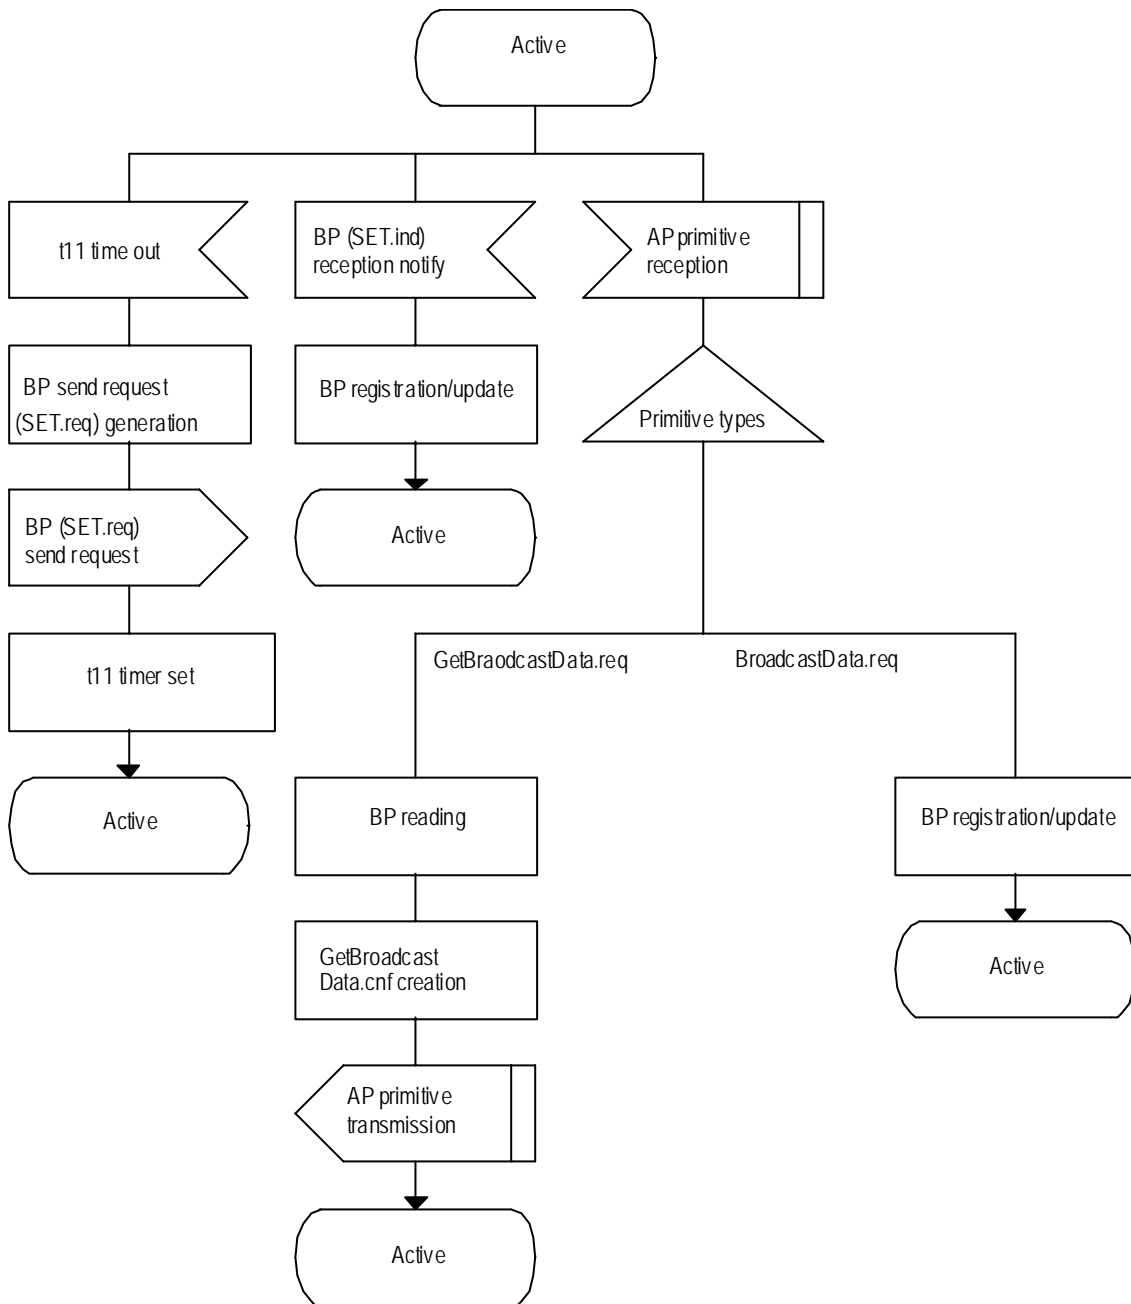 Active
t11 time out
BP (SET.ind)
reception notify
AP primitive
reception
BP send request
(SET.req) generation
BP registration/update
Primitive types
BP (SET.req)
send request
Active
t11 timer set
GetBraodcastData.req
BroadcastData.req
Active
BP reading
BP registration/update
GetBroadcast
Data.cnf creation
Active
AP primitive
transmission
Active